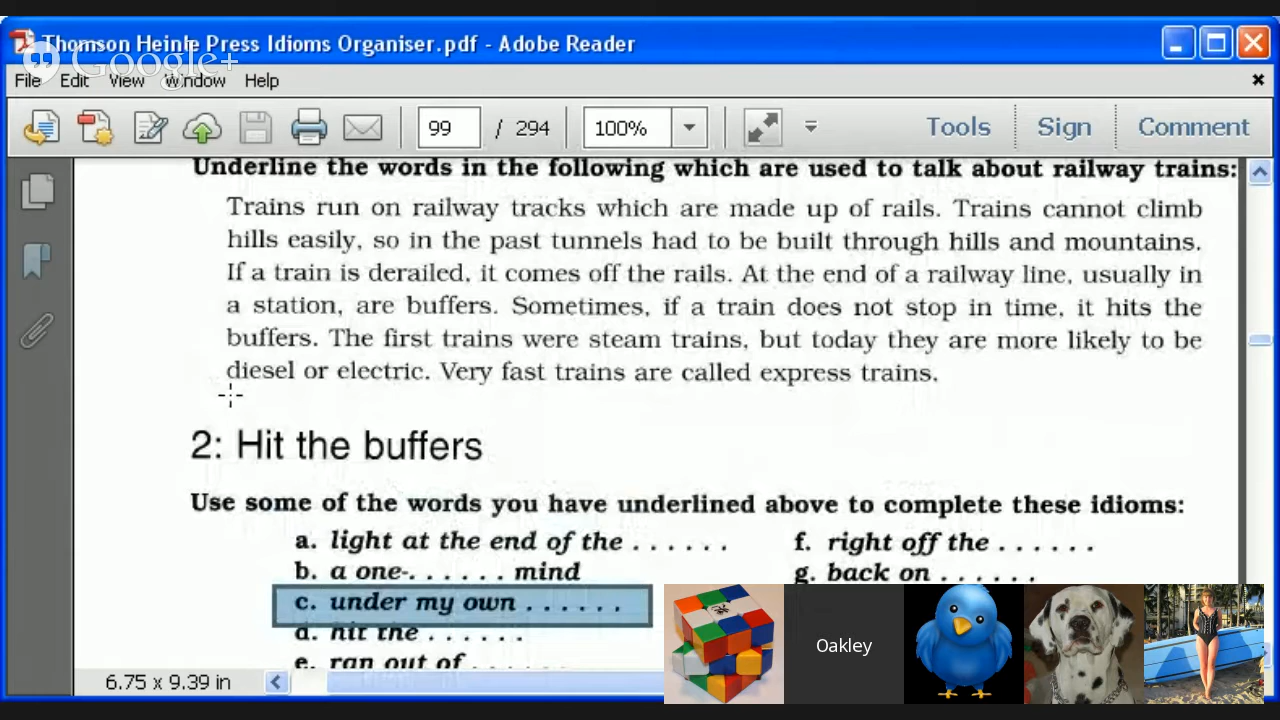 Thomson Heinle Press Idioms Organiser.pdf - Adobe Reader
Google+
File Edit View Window Help
99 / 294 100% Tools Sign Comment
Underline the words in the following which are used to talk about railway trains:
Trains run on railway tracks which are made up of rails. Trains cannot climb
hills easily, so in the past tunnels had to be built through hills and mountains.
If a train is derailed, it comes off the rails. At the end of a railway line, usually in
a station, are buffers. Sometimes, if a train does not stop in time, it hits the
buffers. The first trains were steam trains, but today they are more likely to be
diesel or electric. Very fast trains are called express trains.
2: Hit the buffers
Use some of the words you have underlined above to complete these idioms:
a. light at the end of the . . . . . .
b. a one-. . . . . . mind
c. under my own . . . . . .
d. hit the . . . . . .
e. ran out of . . . . . .
f. right off the . . . . . .
g. back on . . . . . .
Oakley
6.75 x 9.39 in